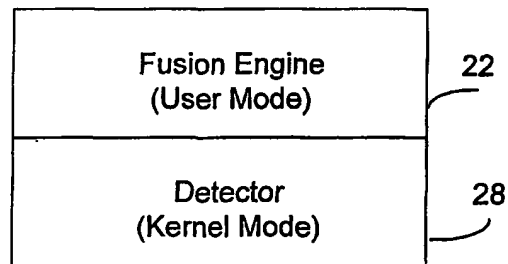 Fusion Engine
(User Mode)
22
Detector
(Kernel Mode)
28